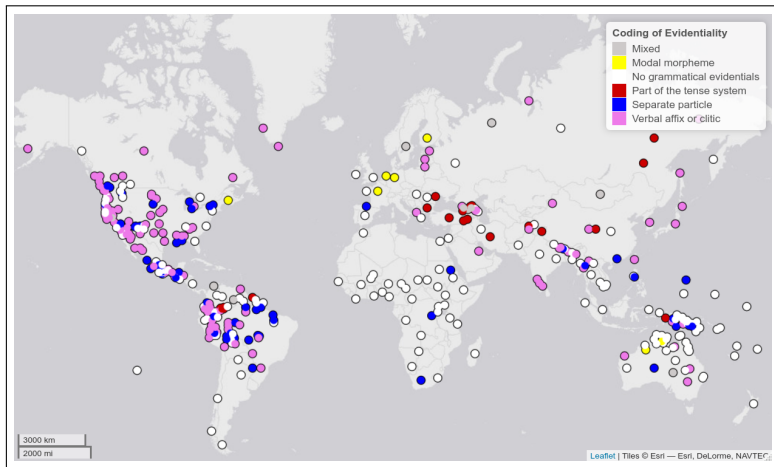 Coding of Evidentiality
Mixed
Modal morpheme
No grammatical evidentials
Part of the tense system
Separate particle
Verbal affix or clitic
3000 km
2000 mi
Leaflet | Tiles © Esri — Esri, DeLorme, NAVTEQ